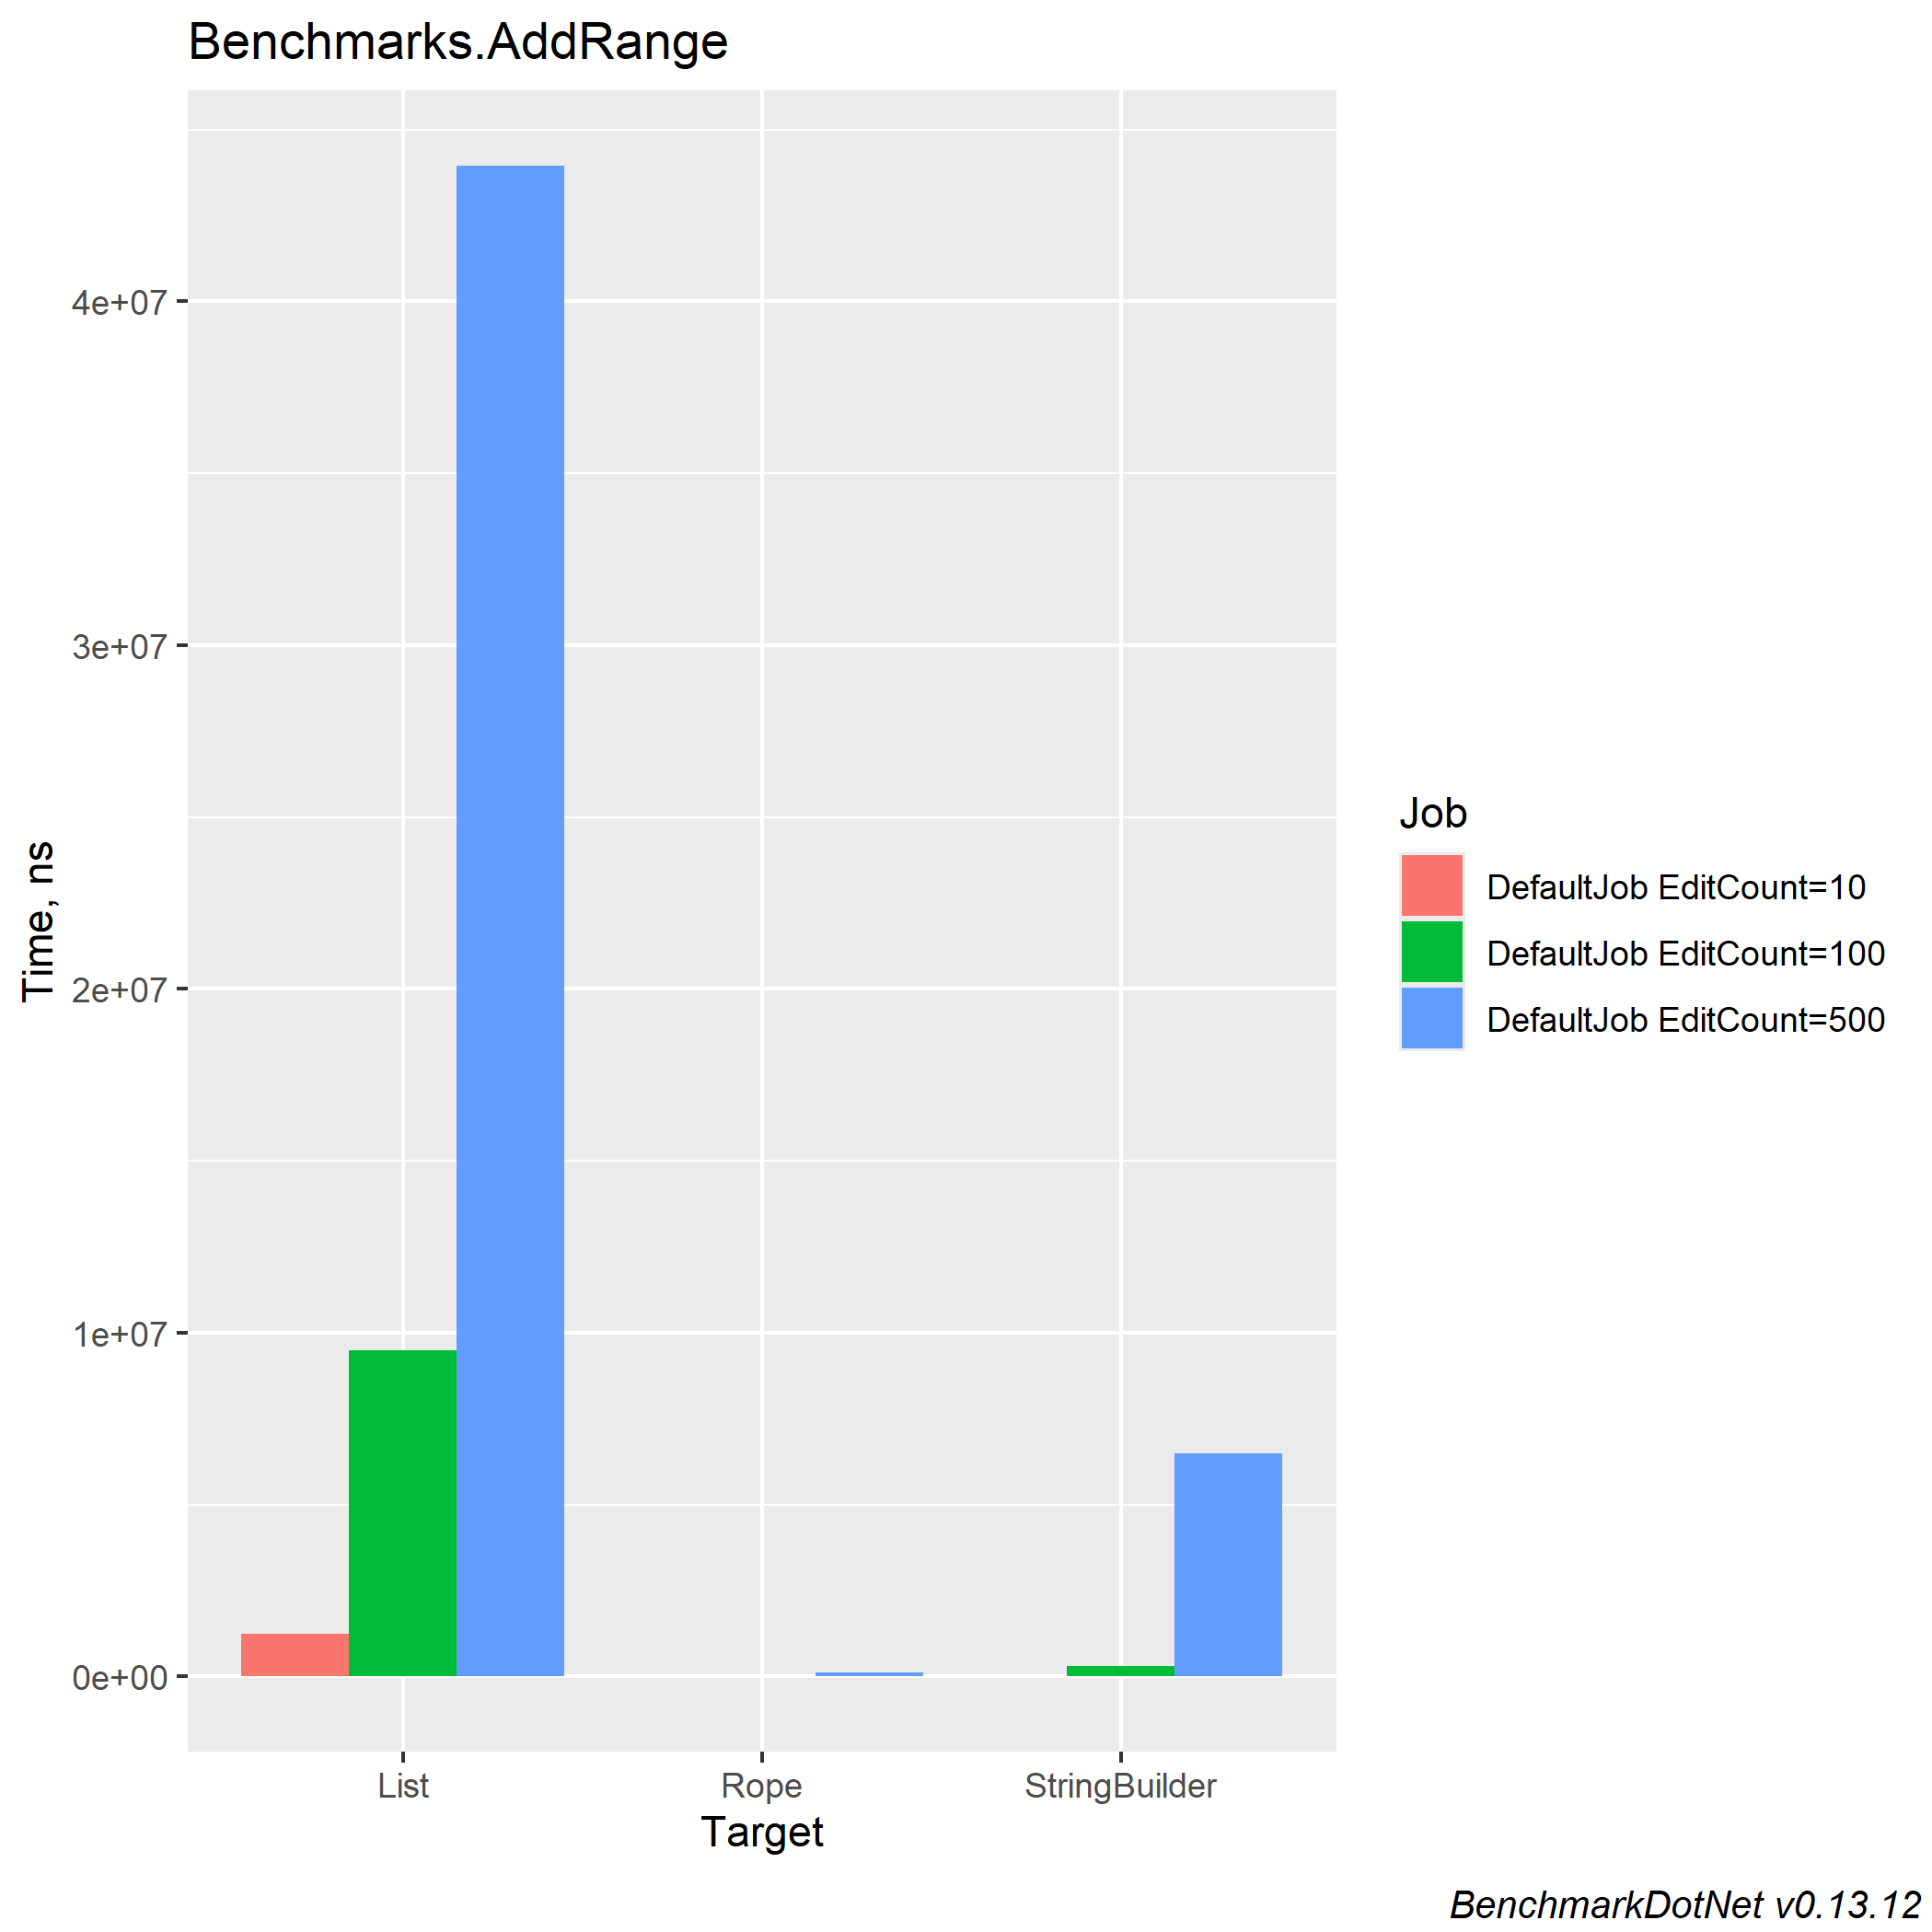 Benchmarks.AddRange
Time, ns
4e+07
3e+07
2e+07
1e+07
0e+00
List
Rope
StringBuilder
Target
Job
DefaultJob EditCount=10
DefaultJob EditCount=100
DefaultJob EditCount=500
BenchmarkDotNet v0.13.12